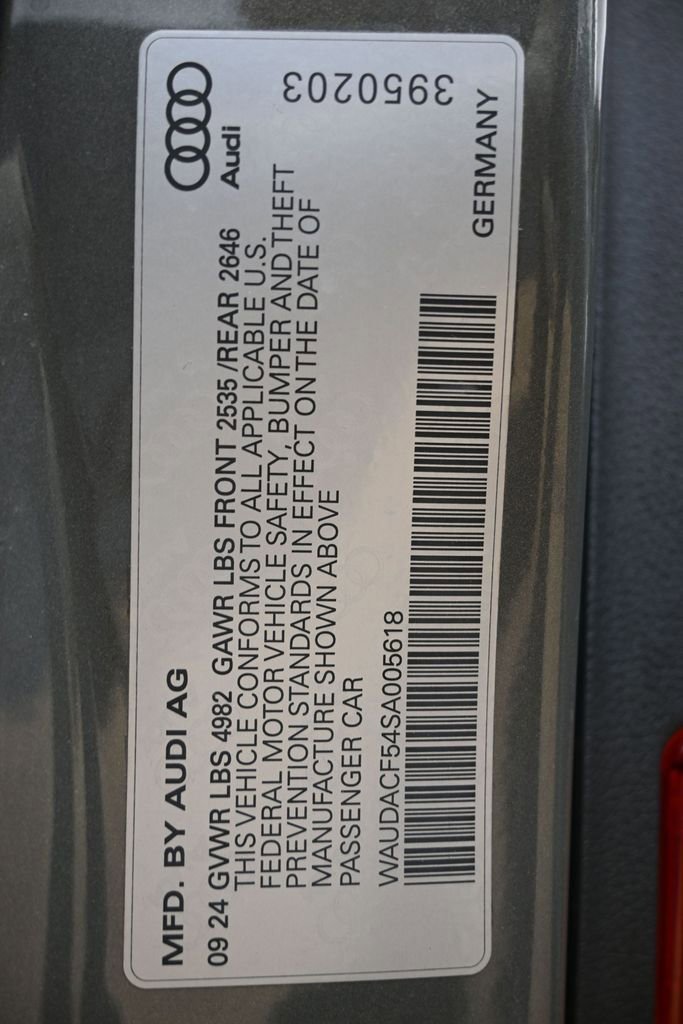 MFD. BY AUDI AG
09 24 GVWR LBS 4982 GAWR LBS FRONT 2535 /REAR 2646
THIS VEHICLE CONFORMS TO ALL APPLICABLE U.S.
FEDERAL MOTOR VEHICLE SAFETY, BUMPER AND THEFT
PREVENTION STANDARDS IN EFFECT ON THE DATE OF
MANUFACTURE SHOWN ABOVE
PASSENGER CAR
WAUDACF54SA005618
Audi
3950203
GERMANY